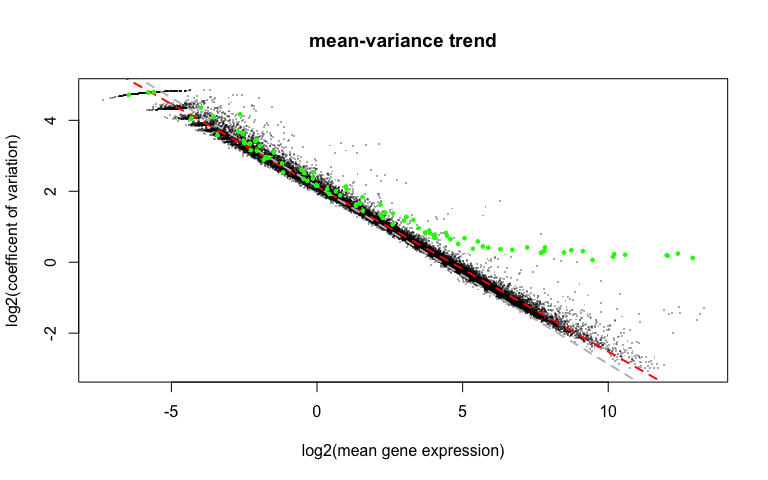 mean-variance trend
log2(coefficent of variation)
4
2
0
-2
-5
0
5
10
log2(mean gene expression)